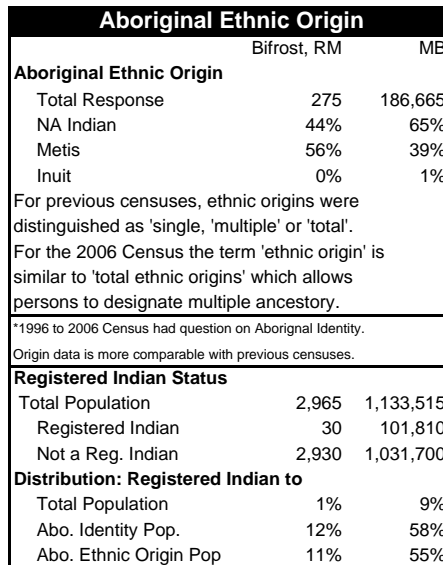 Aboriginal Ethnic Origin
Bifrost, RM MB
Aboriginal Ethnic Origin
Total Response 275 186,665
NA Indian 44% 65%
Metis 56% 39%
Inuit 0% 1%
For previous censuses, ethnic origins were
distinguished as 'single, 'multiple' or 'total'.
For the 2006 Census the term 'ethnic origin' is
similar to 'total ethnic origins' which allows
persons to designate multiple ancestory.
*1996 to 2006 Census had question on Aborignal Identity.
Origin data is more comparable with previous censuses.
Registered Indian Status
Total Population 2,965 1,133,515
Registered Indian 30 101,810
Not a Reg. Indian 2,930 1,031,700
Distribution: Registered Indian to
Total Population 1% 9%
Abo. Identity Pop. 12% 58%
Abo. Ethnic Origin Pop 11% 55%